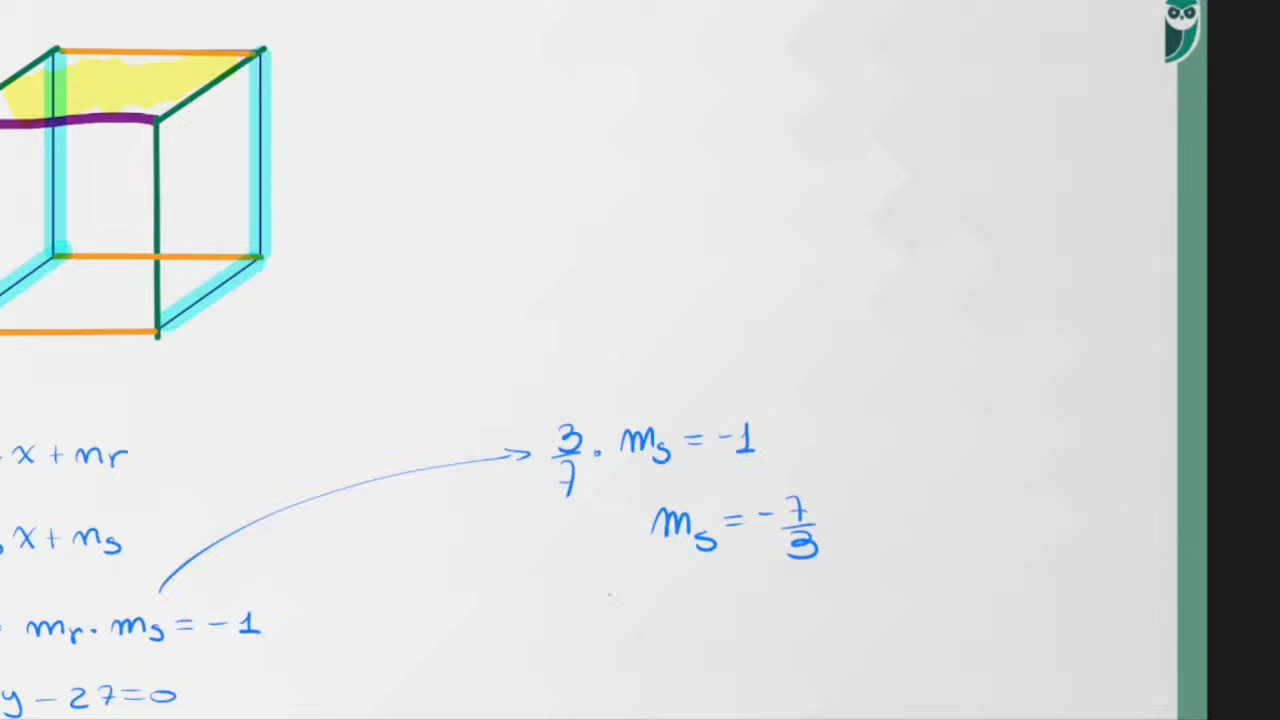 x + nr
3/7 . ms = -1
ms = -7/3
x + ns
mr . ms = -1
y - 27 = 0